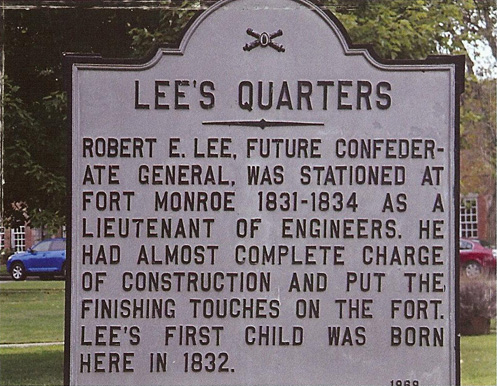 LEE'S QUARTERS
ROBERT E. LEE, FUTURE CONFEDER-
ATE GENERAL, WAS STATIONED AT
FORT MONROE 1831-1834 AS A
LIEUTENANT OF ENGINEERS. HE
HAD ALMOST COMPLETE CHARGE
OF CONSTRUCTION AND PUT THE
FINISHING TOUCHES ON THE FORT.
LEE'S FIRST CHILD WAS BORN
HERE IN 1832.